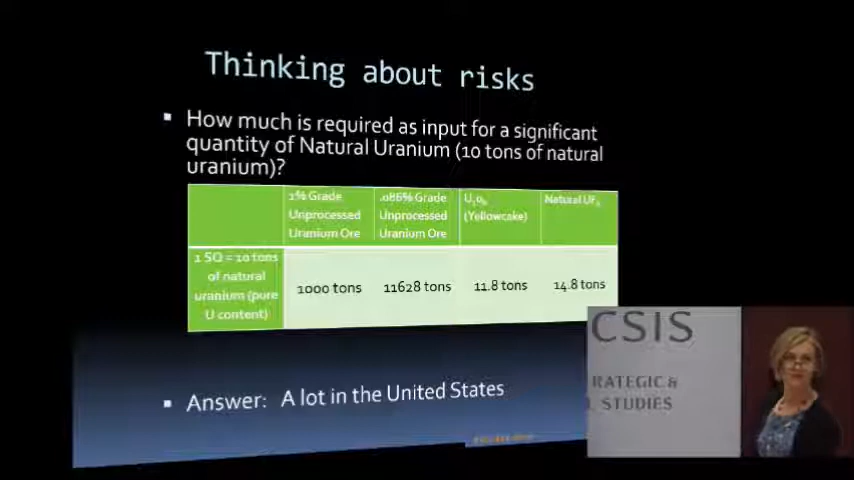 Thinking about risks
▪ How much is required as input for a significant
quantity of Natural Uranium (10 tons of natural
uranium)?
1% Grade
Unprocessed
Uranium Ore
.086% Grade
Unprocessed
Uranium Ore
U₃O₈
(Yellowcake)
Natural UF₆
1 SQ = 10 tons
of natural
uranium (pure
U content)
1000 tons
11628 tons
11.8 tons
14.8 tons
▪ Answer: A lot in the United States
CSIS
RATEGIC &
STUDIES